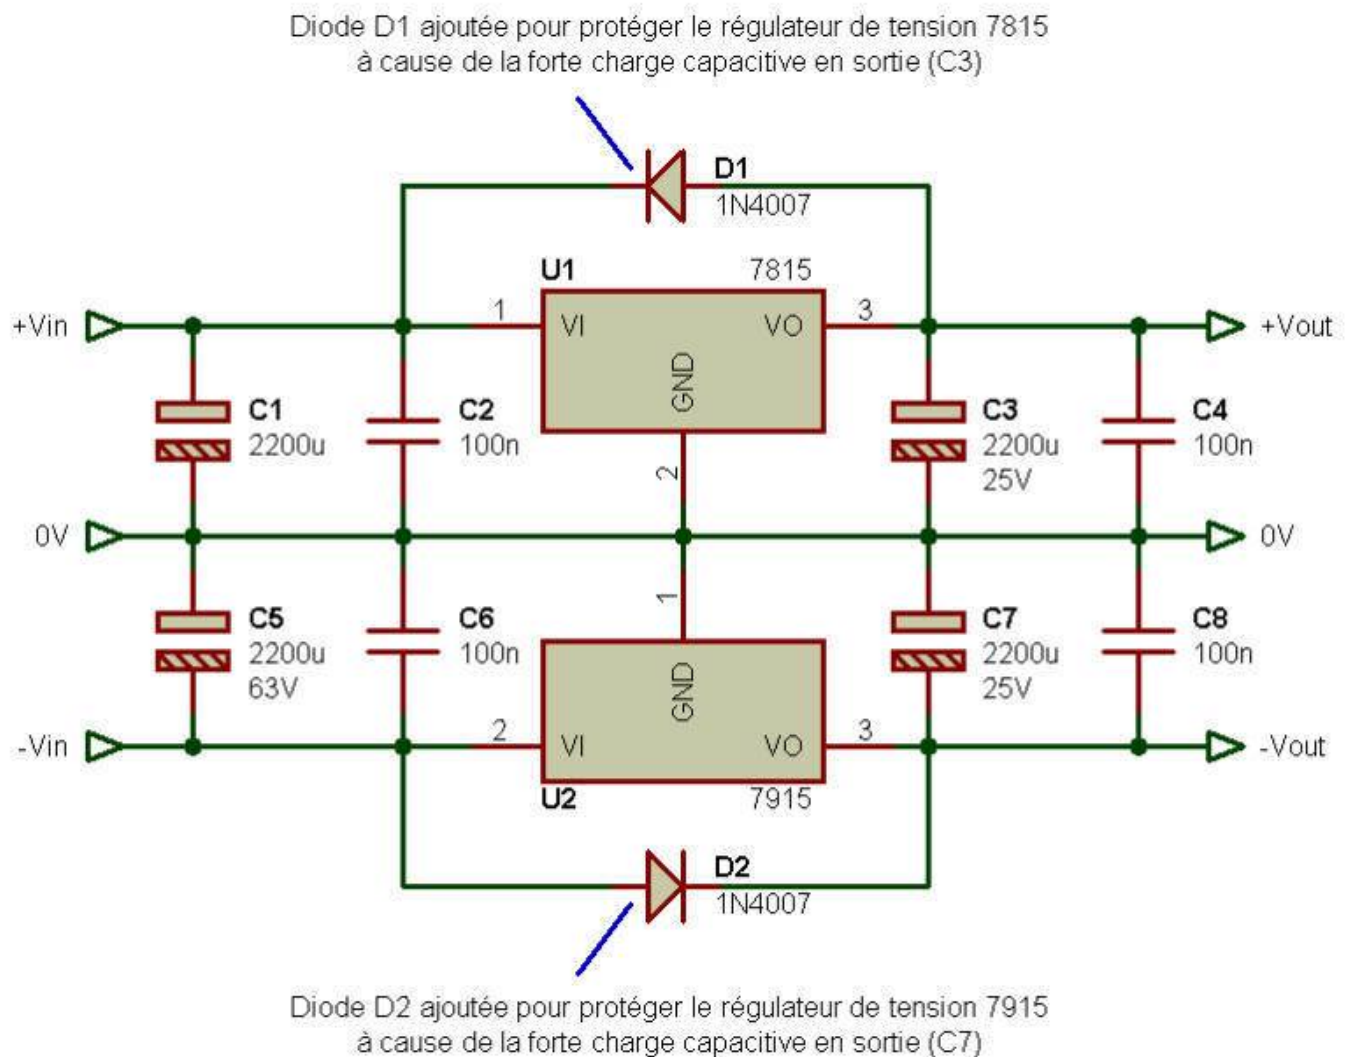 Diode D1 ajoutée pour protéger le régulateur de tension 7815
à cause de la forte charge capacitive en sortie (C3)
D1
1N4007
U1
7815
+Vin
1
VI
VO
3
+Vout
GND
C1
2200u
C2
100n
C3
2200u
25V
C4
100n
2
0V
0V
1
C5
2200u
63V
C6
100n
GND
C7
2200u
25V
C8
100n
-Vin
2
VI
VO
3
-Vout
U2
7915
D2
1N4007
Diode D2 ajoutée pour protéger le régulateur de tension 7915
à cause de la forte charge capacitive en sortie (C7)